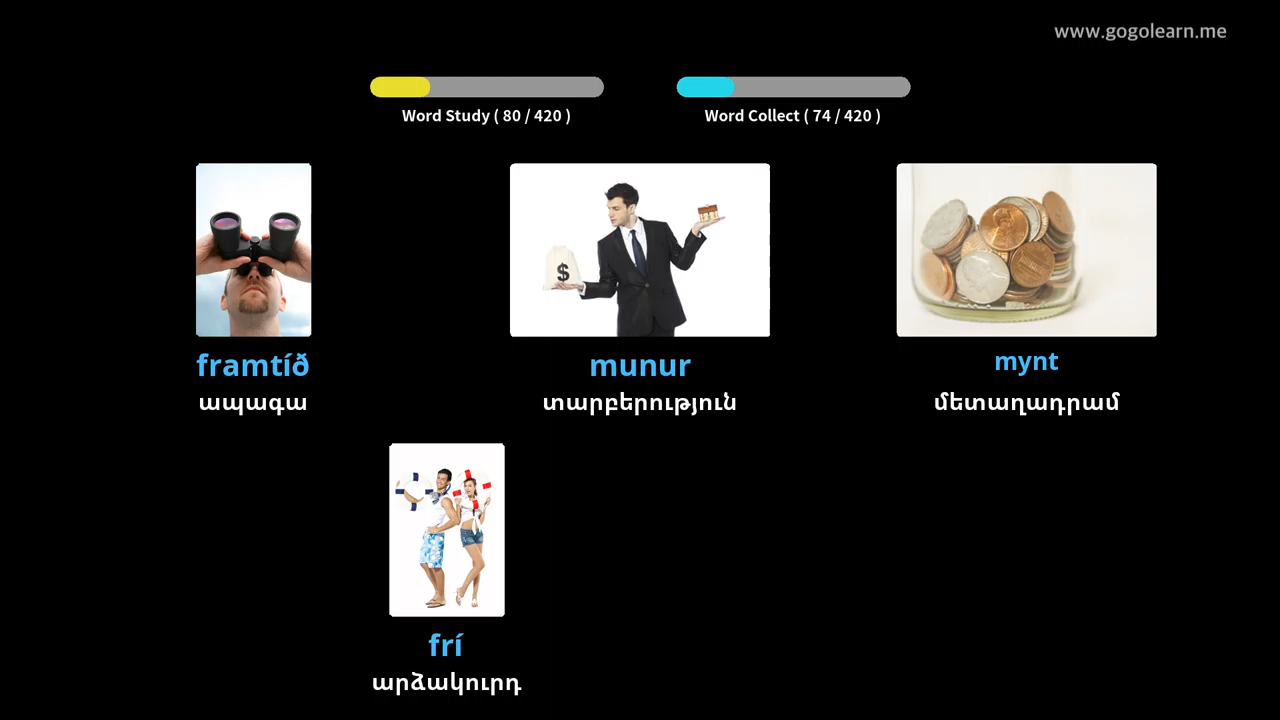 www.gogolearn.me
Word Study ( 80 / 420 )
Word Collect ( 74 / 420 )
$
framtíð
munur
mynt
ապագա
տարբերություն
մետաղադրամ
frí
արձակուրդ